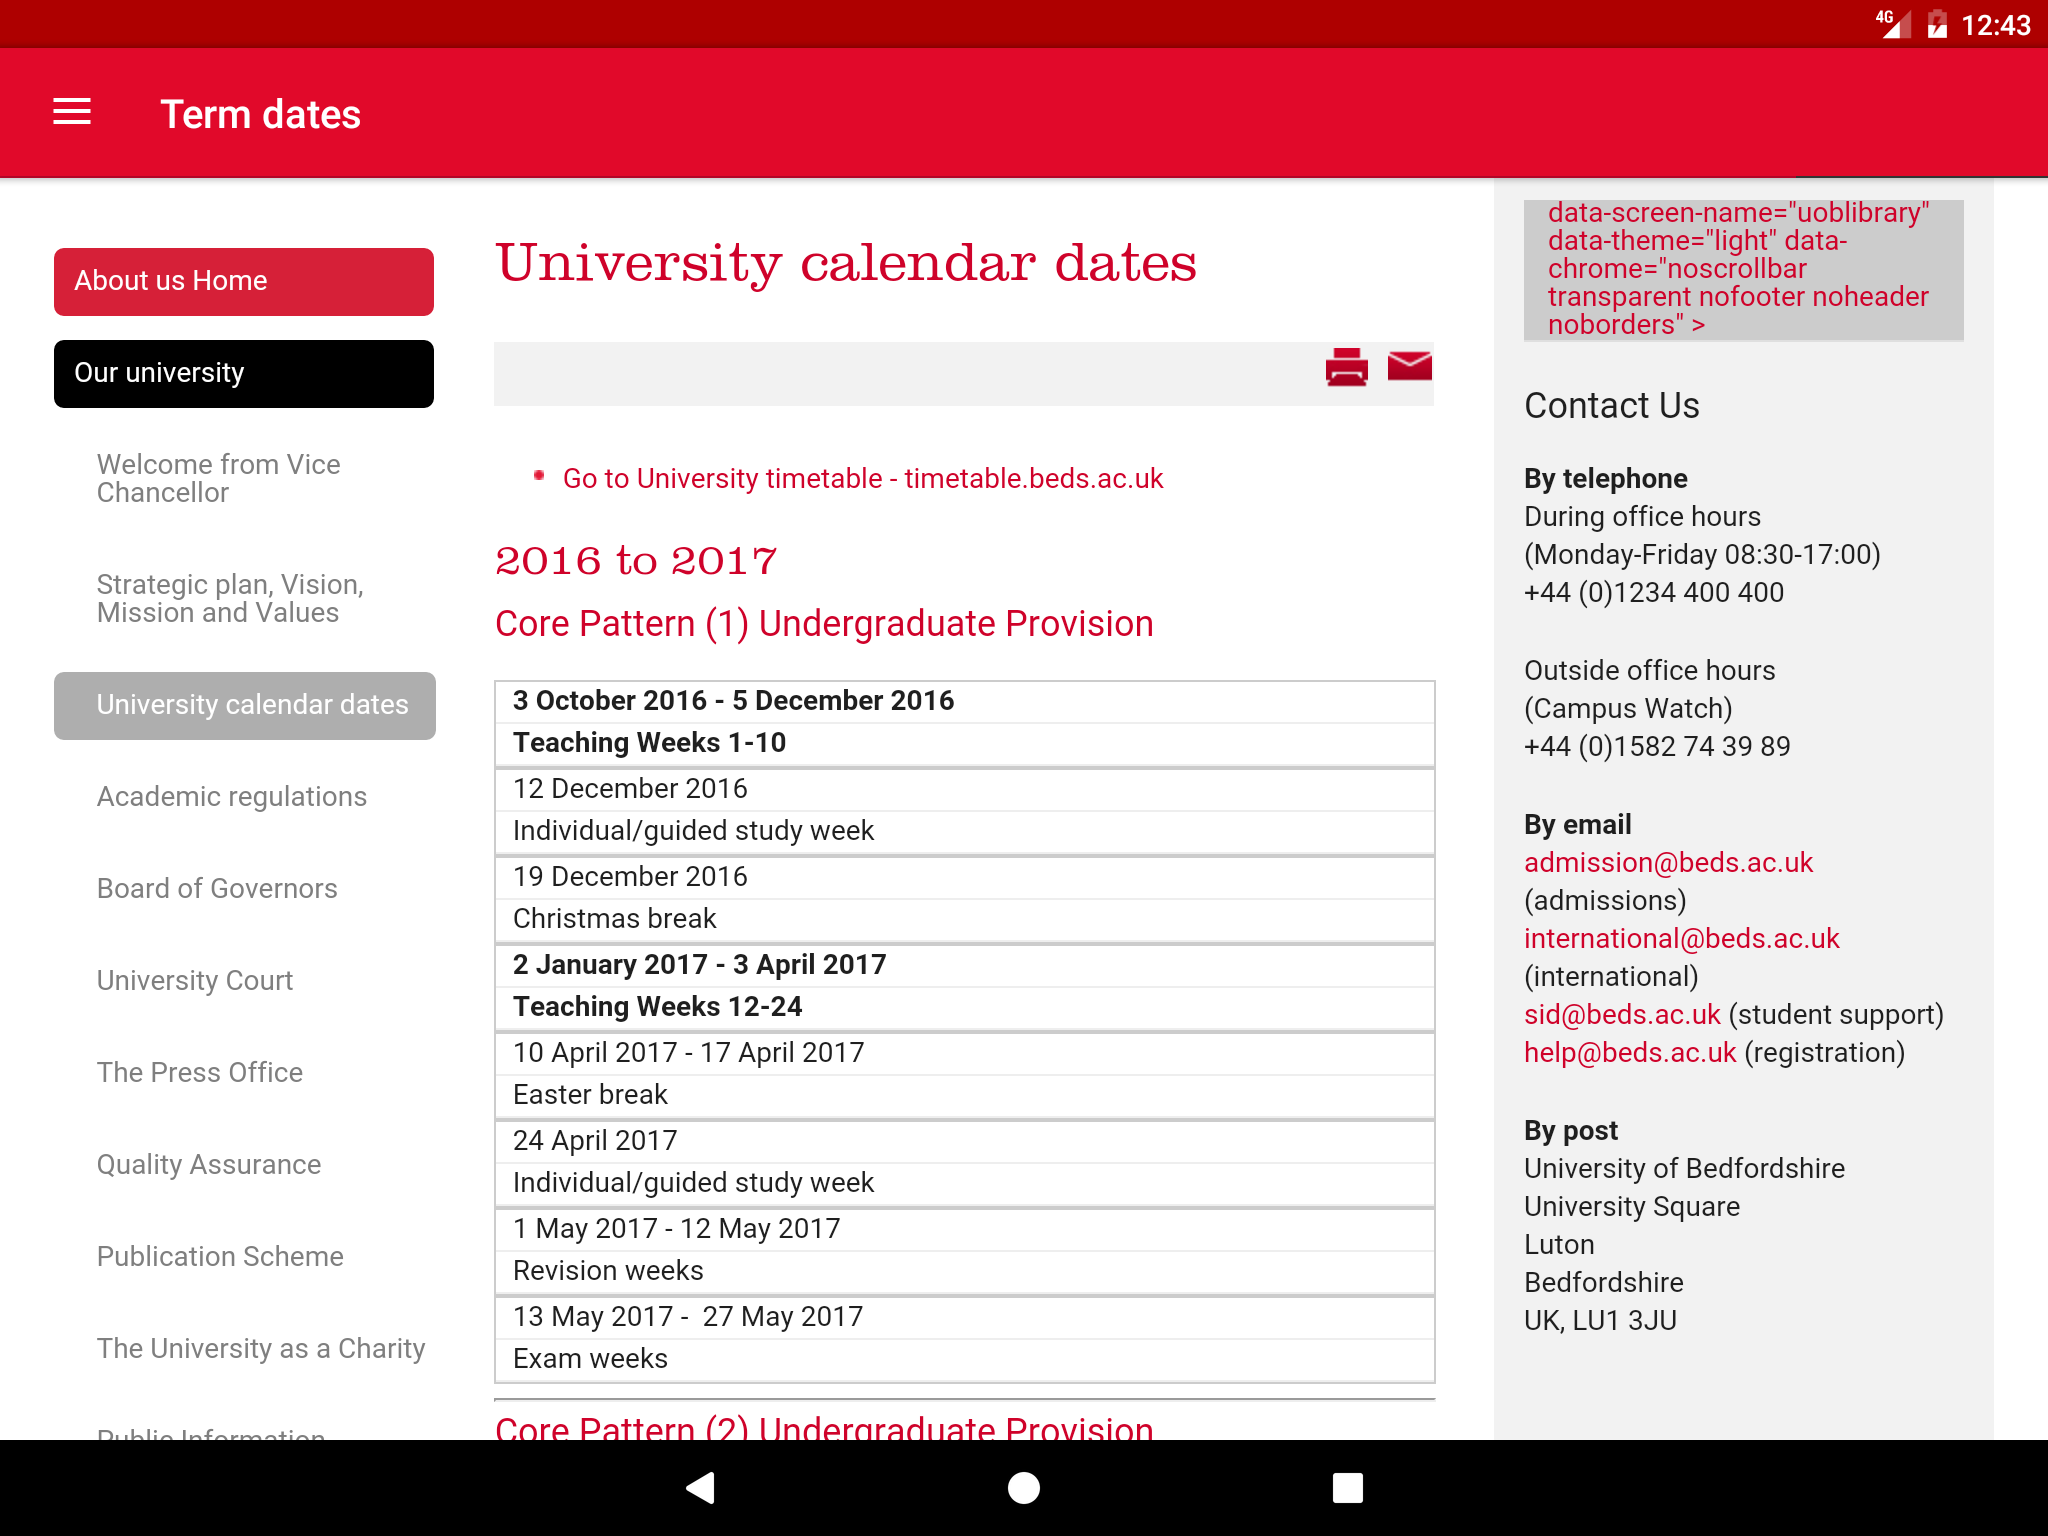 4G 12:43
Term dates
About us Home
Our university
Welcome from Vice
Chancellor
Strategic plan, Vision,
Mission and Values
University calendar dates
Academic regulations
Board of Governors
University Court
The Press Office
Quality Assurance
Publication Scheme
The University as a Charity
Public Information
University calendar dates
Go to University timetable - timetable.beds.ac.uk
2016 to 2017
Core Pattern (1) Undergraduate Provision
3 October 2016 - 5 December 2016
Teaching Weeks 1-10
12 December 2016
Individual/guided study week
19 December 2016
Christmas break
2 January 2017 - 3 April 2017
Teaching Weeks 12-24
10 April 2017 - 17 April 2017
Easter break
24 April 2017
Individual/guided study week
1 May 2017 - 12 May 2017
Revision weeks
13 May 2017 -  27 May 2017
Exam weeks
Core Pattern (2) Undergraduate Provision
data-screen-name="uoblibrary"
data-theme="light" data-
chrome="noscrollbar
transparent nofooter noheader
noborders" >
Contact Us
By telephone
During office hours
(Monday-Friday 08:30-17:00)
+44 (0)1234 400 400
Outside office hours
(Campus Watch)
+44 (0)1582 74 39 89
By email
admission@beds.ac.uk
(admissions)
international@beds.ac.uk
(international)
sid@beds.ac.uk (student support)
help@beds.ac.uk (registration)
By post
University of Bedfordshire
University Square
Luton
Bedfordshire
UK, LU1 3JU